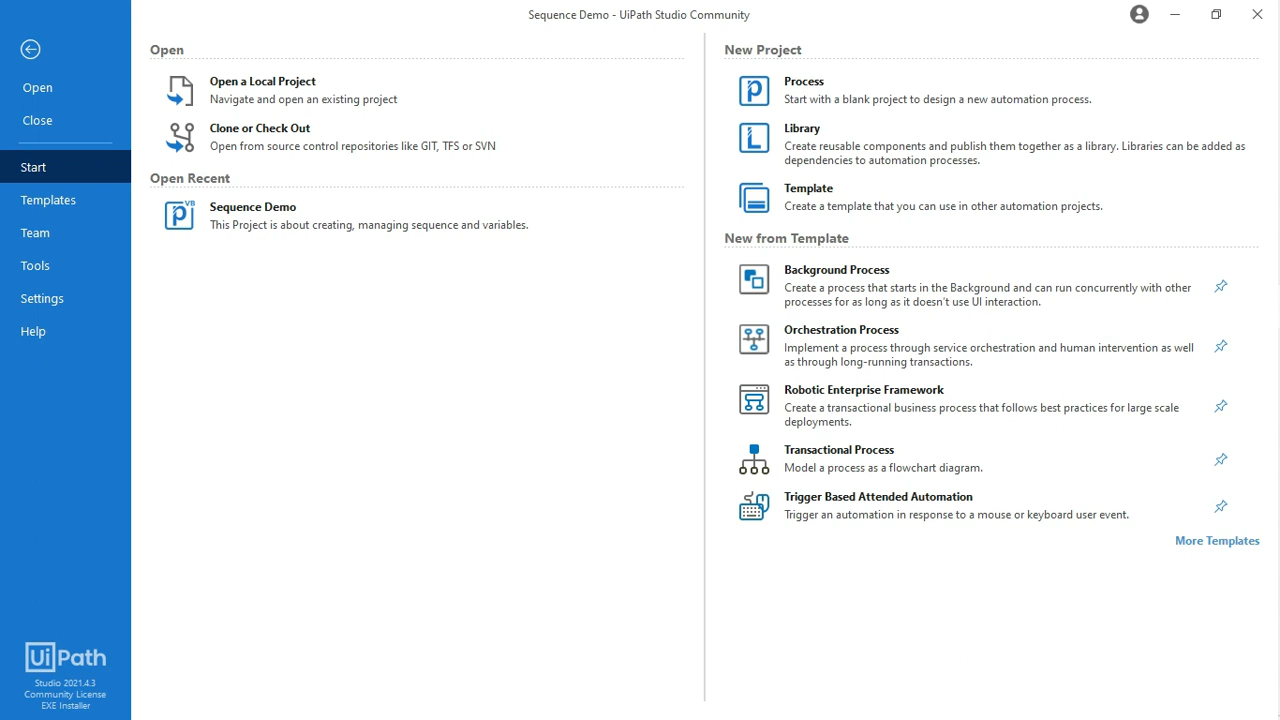 Sequence Demo - UiPath Studio Community
Open
Close
Start
Templates
Team
Tools
Settings
Help
UiPath
Studio 2021.4.3
Community License
EXE Installer
Open
Open a Local Project
Navigate and open an existing project
Clone or Check Out
Open from source control repositories like GIT, TFS or SVN
Open Recent
VB
Sequence Demo
This Project is about creating, managing sequence and variables.
New Project
Process
Start with a blank project to design a new automation process.
Library
Create reusable components and publish them together as a library. Libraries can be added as
dependencies to automation processes.
Template
Create a template that you can use in other automation projects.
New from Template
Background Process
Create a process that starts in the Background and can run concurrently with other
processes for as long as it doesn't use UI interaction.
Orchestration Process
Implement a process through service orchestration and human intervention as well
as through long-running transactions.
Robotic Enterprise Framework
Create a transactional business process that follows best practices for large scale
deployments.
Transactional Process
Model a process as a flowchart diagram.
Trigger Based Attended Automation
Trigger an automation in response to a mouse or keyboard user event.
More Templates